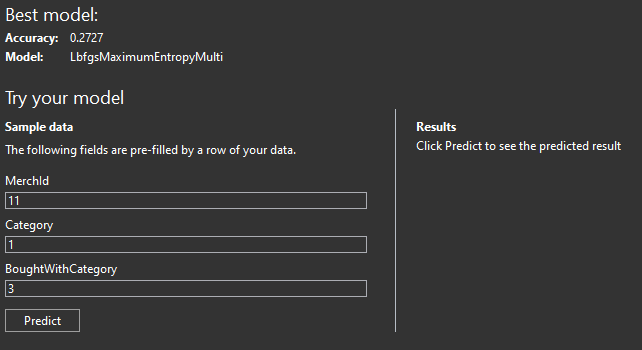 Best model:
Accuracy: 0.2727
Model: LbfgsMaximumEntropyMulti
Try your model
Sample data
The following fields are pre-filled by a row of your data.
MerchId
11
Category
1
BoughtWithCategory
3
Predict
Results
Click Predict to see the predicted result